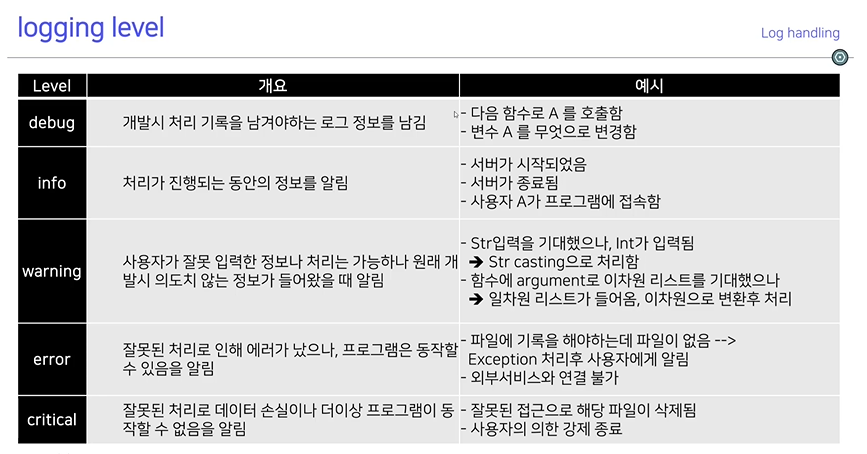 logging level
Log handling
Level 개요 예시
debug
개발시 처리 기록을 남겨야하는 로그 정보를 남김
- 다음 함수로 A 를 호출함
- 변수 A 를 무엇으로 변경함
info
처리가 진행되는 동안의 정보를 알림
- 서버가 시작되었음
- 서버가 종료됨
- 사용자 A가 프로그램에 접속함
warning
사용자가 잘못 입력한 정보나 처리는 가능하나 원래 개
발시 의도치 않는 정보가 들어왔을 때 알림
- Str입력을 기대했으나, Int가 입력됨
➔ Str casting으로 처리함
- 함수에 argument로 이차원 리스트를 기대했으나
➔ 일차원 리스트가 들어옴, 이차원으로 변환후 처리
error
잘못된 처리로 인해 에러가 났으나, 프로그램은 동작할
수 있음을 알림
- 파일에 기록을 해야하는데 파일이 없음 -->
Exception 처리후 사용자에게 알림
- 외부서비스와 연결 불가
critical
잘못된 처리로 데이터 손실이나 더이상 프로그램이 동
작할 수 없음을 알림
- 잘못된 접근으로 해당 파일이 삭제됨
- 사용자의 의한 강제 종료